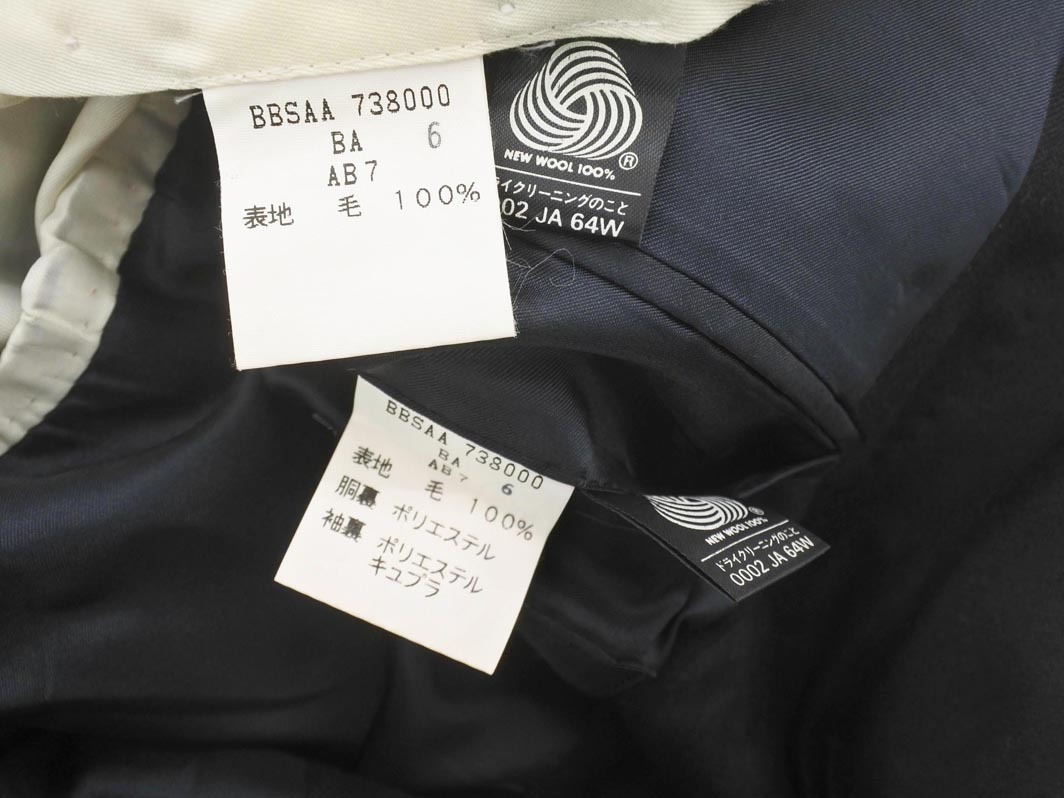 BBSAA 738000
BA 6
AB7
表地 毛 100%
NEW WOOL 100%
イクリーニングのこと
002 JA 64W
BBSAA 738000
BA
AB7 6
表地 毛 100%
胴裏 ポリエステル
袖裏 ポリエステル
キュプラ
NEW WOOL 100%
ドライクリーニングのこと
0002 JA 64W